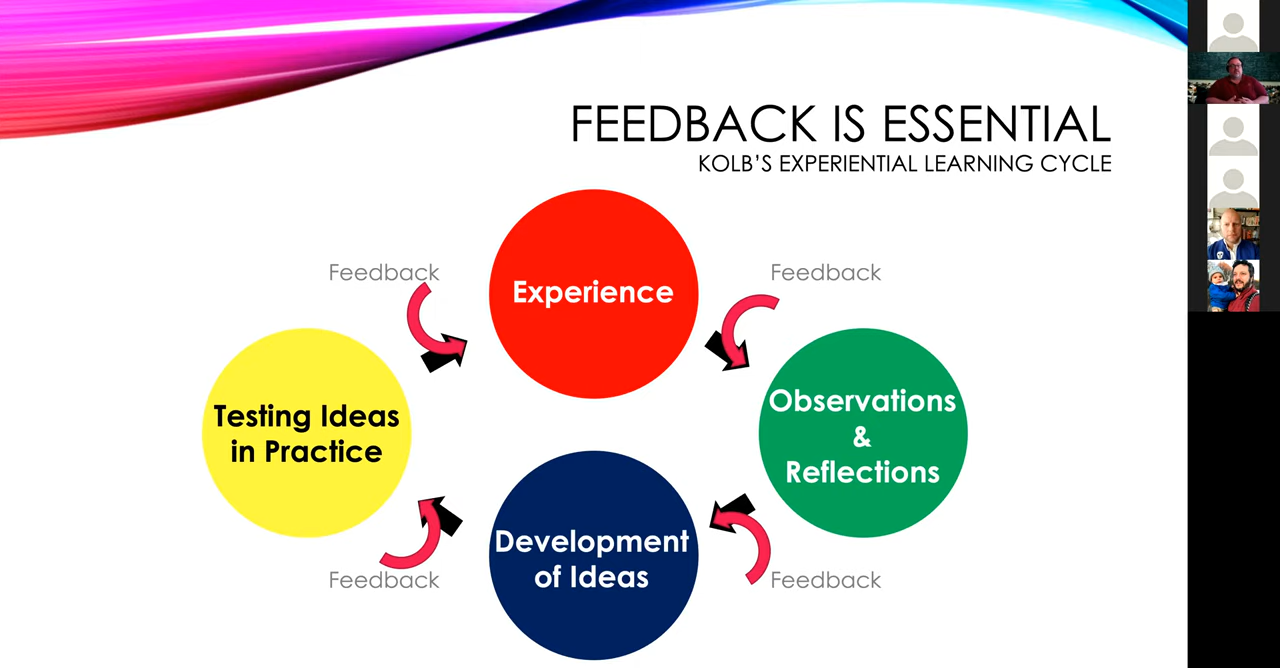 FEEDBACK IS ESSENTIAL
KOLB'S EXPERIENTIAL LEARNING CYCLE
Feedback
Feedback
Experience
Testing Ideas
in Practice
Observations
&
Reflections
Development
of Ideas
Feedback
Feedback